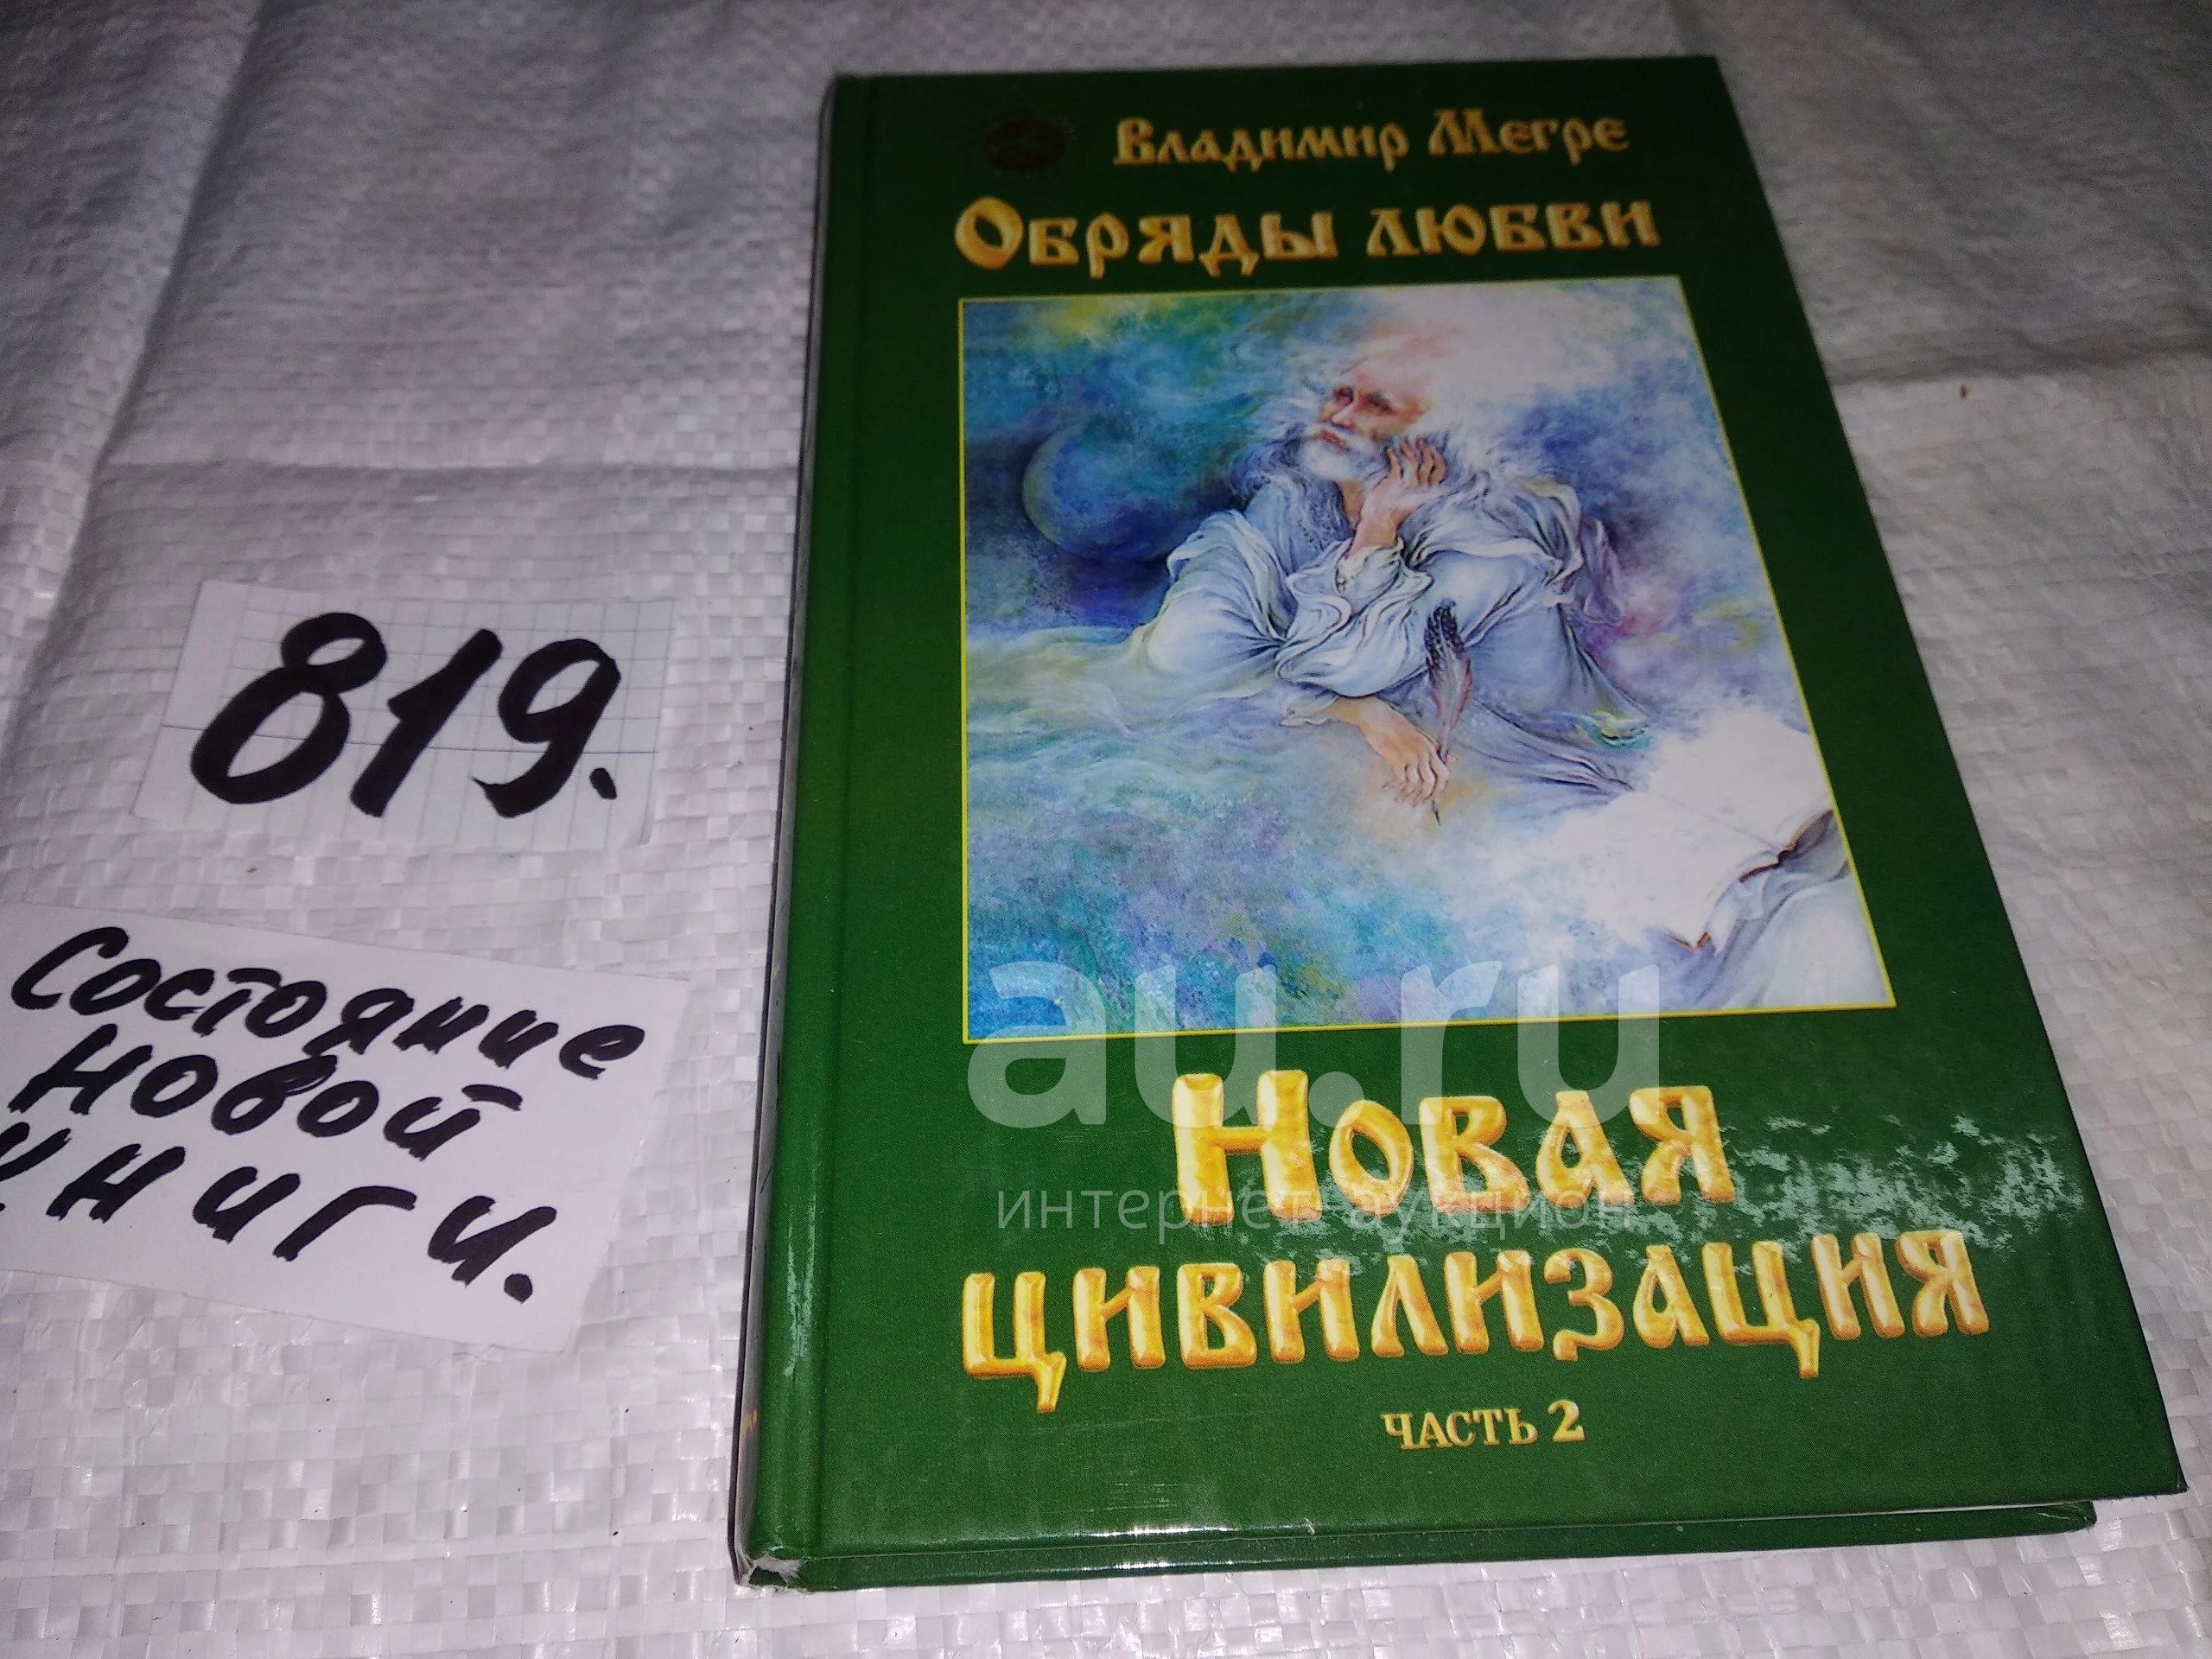 Владимир Мегре
Обряды любви
819.
Состояние
новой
книги.
au.ru
интернет-аукцион
Новая
цивилизация
часть 2